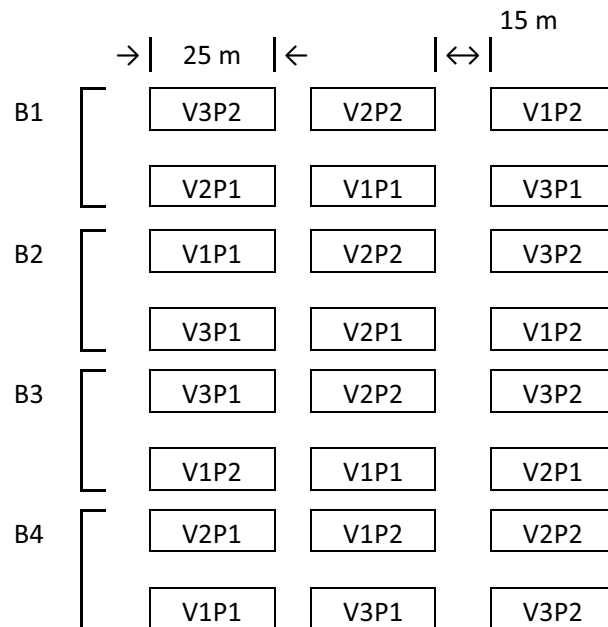 15 m
→ 25 m ← ↔
B1 V3P2 V2P2 V1P2
V2P1 V1P1 V3P1
B2 V1P1 V2P2 V3P2
V3P1 V2P1 V1P2
B3 V3P1 V2P2 V3P2
V1P2 V1P1 V2P1
B4 V2P1 V1P2 V2P2
V1P1 V3P1 V3P2